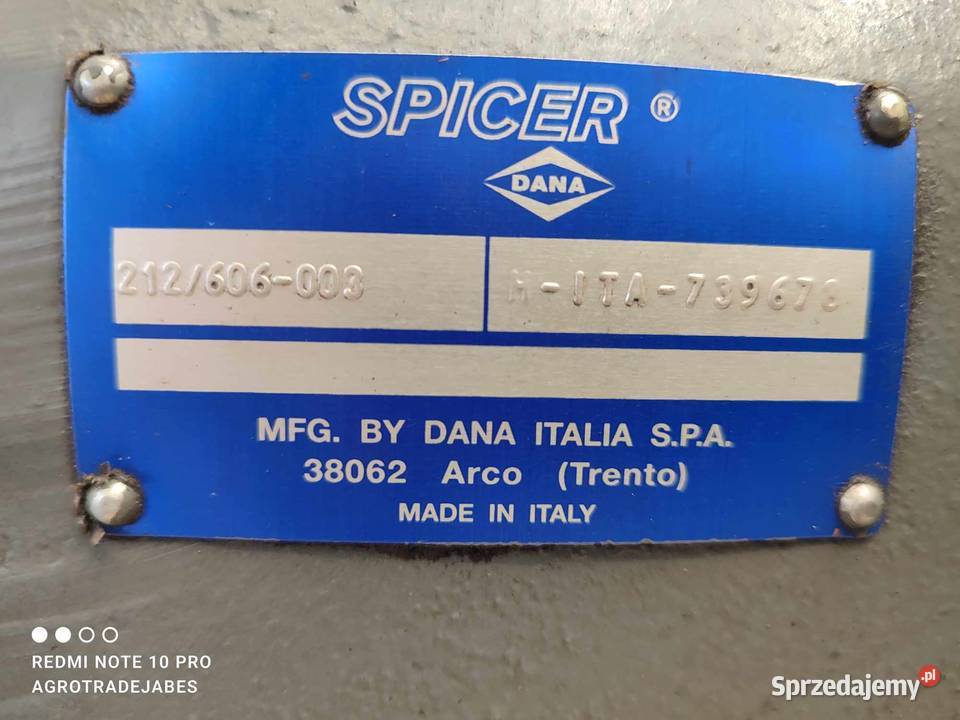 SPICER ®
DANA
212/606-003
M-ITA-739678
MFG. BY DANA ITALIA S.P.A.
38062 Arco (Trento)
MADE IN ITALY
REDMI NOTE 10 PRO
AGROTRADEJABES
Sprzedajemy.pl